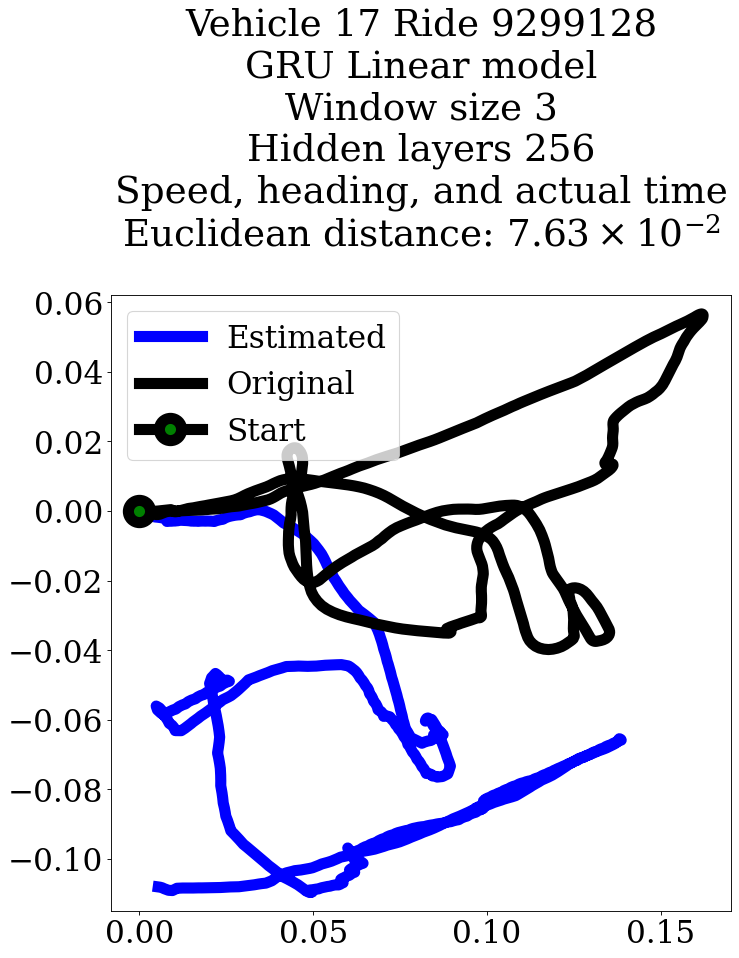 Vehicle 17 Ride 9299128
GRU Linear model
Window size 3
Hidden layers 256
Speed, heading, and actual time
Euclidean distance: 7.63 × 10⁻²
0.06
0.04
0.02
0.00
−0.02
−0.04
−0.06
−0.08
−0.10
Estimated
Original
Start
0.00 0.05 0.10 0.15